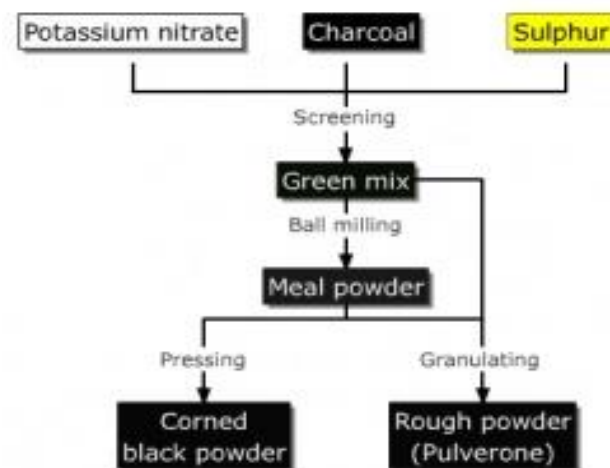 Potassium nitrate
Charcoal
Sulphur
Screening
Green mix
Ball milling
Meal powder
Pressing
Granulating
Corned
black powder
Rough powder
(Pulverone)